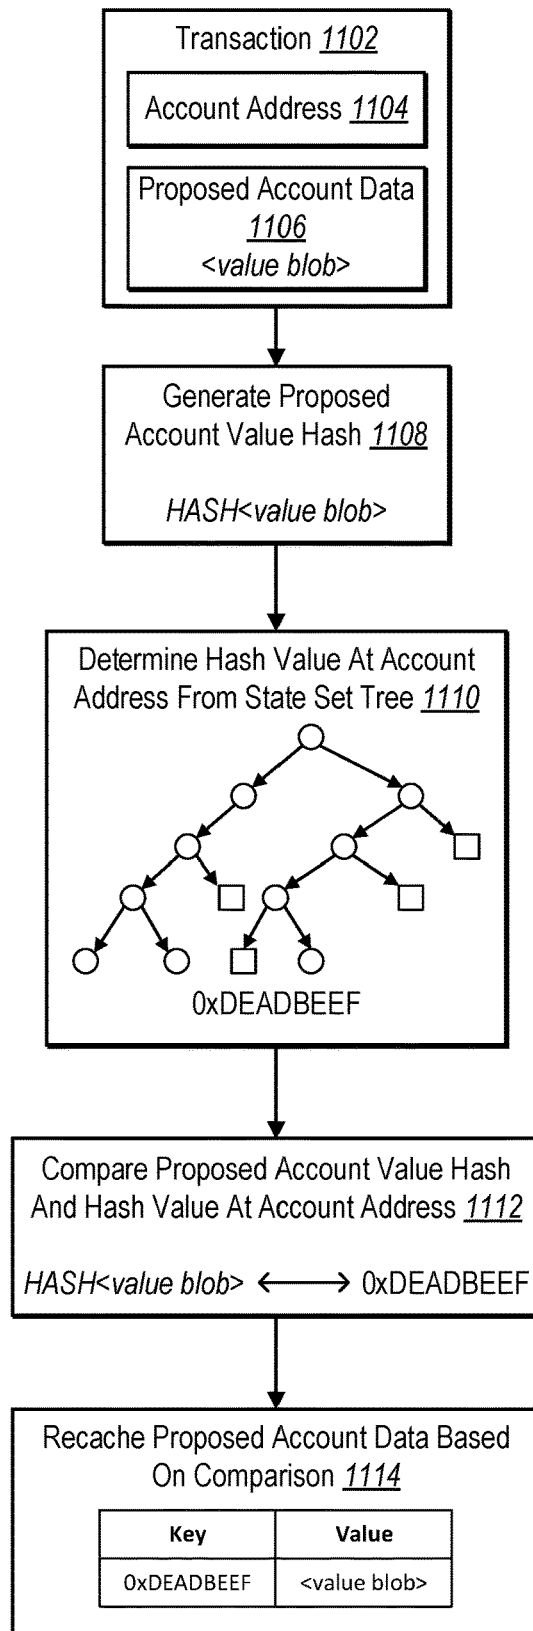 Transaction 1102
Account Address 1104
Proposed Account Data
1106
<value blob>
Generate Proposed
Account Value Hash 1108
HASH<value blob>
Determine Hash Value At Account
Address From State Set Tree 1110
0xDEADBEEF
Compare Proposed Account Value Hash
And Hash Value At Account Address 1112
HASH<value blob> ⟷ 0xDEADBEEF
Recache Proposed Account Data Based
On Comparison 1114
Key Value
0xDEADBEEF <value blob>